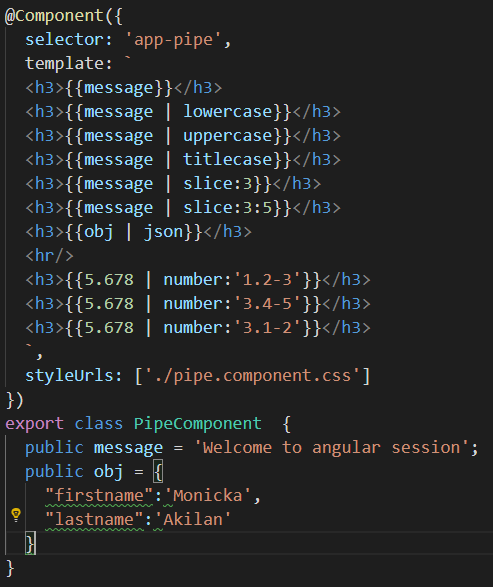 @Component({
  selector: 'app-pipe',
  template: `
  <h3>{{message}}</h3>
  <h3>{{message | lowercase}}</h3>
  <h3>{{message | uppercase}}</h3>
  <h3>{{message | titlecase}}</h3>
  <h3>{{message | slice:3}}</h3>
  <h3>{{message | slice:3:5}}</h3>
  <h3>{{obj | json}}</h3>
  <hr/>
  <h3>{{5.678 | number:'1.2-3'}}</h3>
  <h3>{{5.678 | number:'3.4-5'}}</h3>
  <h3>{{5.678 | number:'3.1-2'}}</h3>
  `,
  styleUrls: ['./pipe.component.css']
})
export class PipeComponent  {
  public message = 'Welcome to angular session';
  public obj = {
    "firstname":'Monicka',
    "lastname":'Akilan'
  }
}